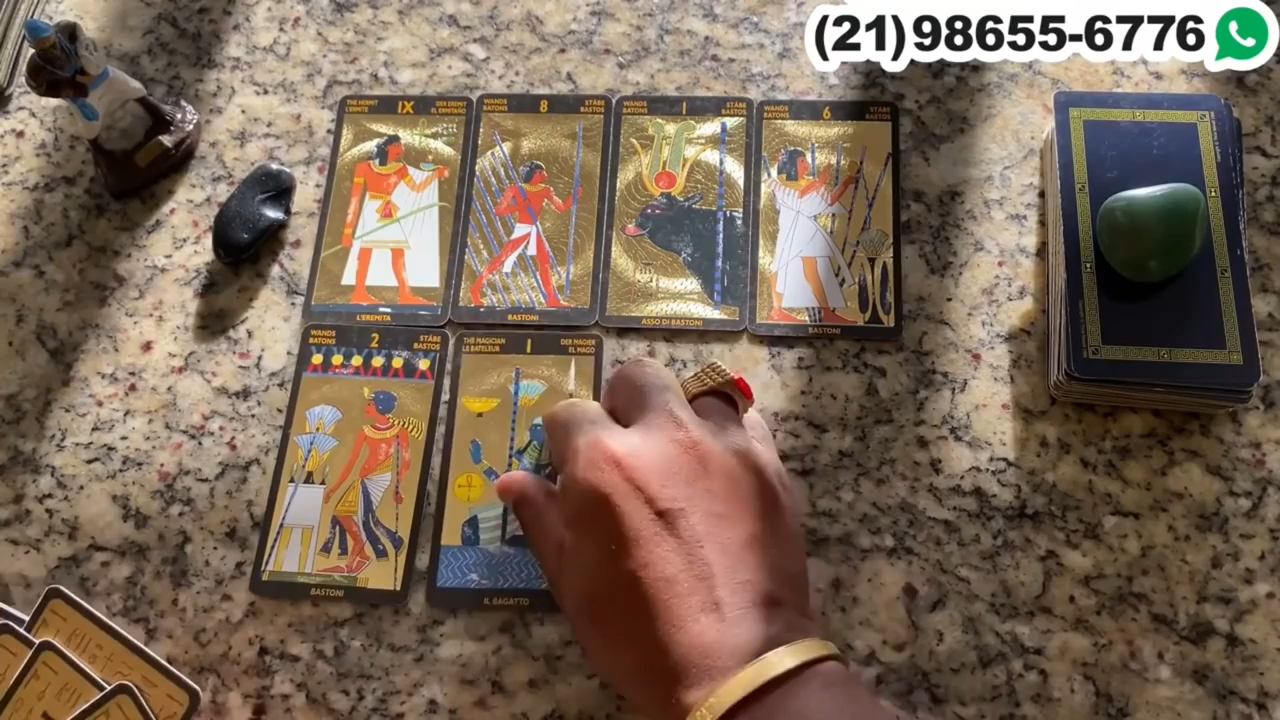 (21)98655-6776
THE HERMIT
L'ERMITE
IX
DER EREMIT
EL ERMITAÑO
L'EREMITA
WANDS
BATONS
8
STÄBE
BASTOS
BASTONI
WANDS
BATONS
1
STÄBE
BASTOS
ASSO DI BASTONI
WANDS
BATONS
6
STÄBE
BASTOS
BASTONI
WANDS
BATONS
2
STÄBE
BASTOS
BASTONI
THE MAGICIAN
LE BATELEUR
I
DER MAGIER
EL MAGO
IL BAGATTO